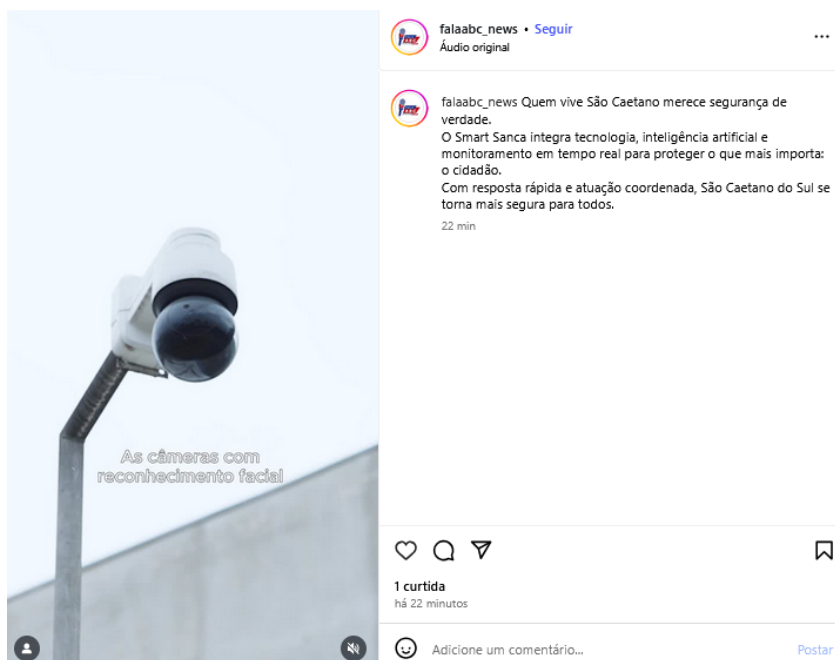 As câmeras com
reconhecimento facial
falaabc_news • Seguir
Áudio original
falaabc_news Quem vive São Caetano merece segurança de
verdade.
O Smart Sanca integra tecnologia, inteligência artificial e
monitoramento em tempo real para proteger o que mais importa:
o cidadão.
Com resposta rápida e atuação coordenada, São Caetano do Sul se
torna mais segura para todos.
22 min
1 curtida
há 22 minutos
Adicione um comentário...
Postar